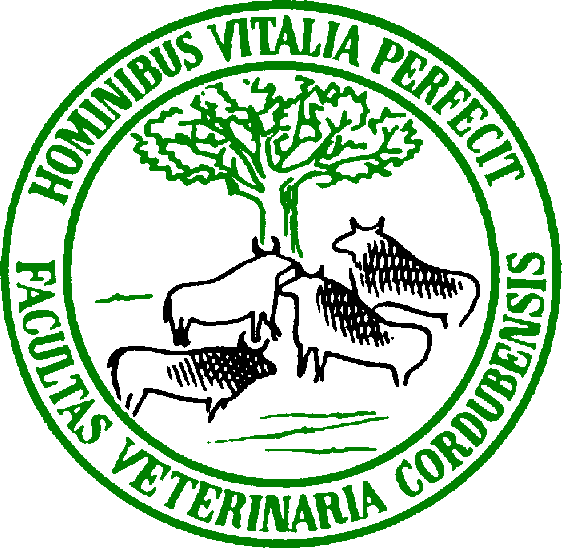 HOMINIBUS VITALIA PERFECIT
FACULTAS VETERINARIA CORDUBENSIS